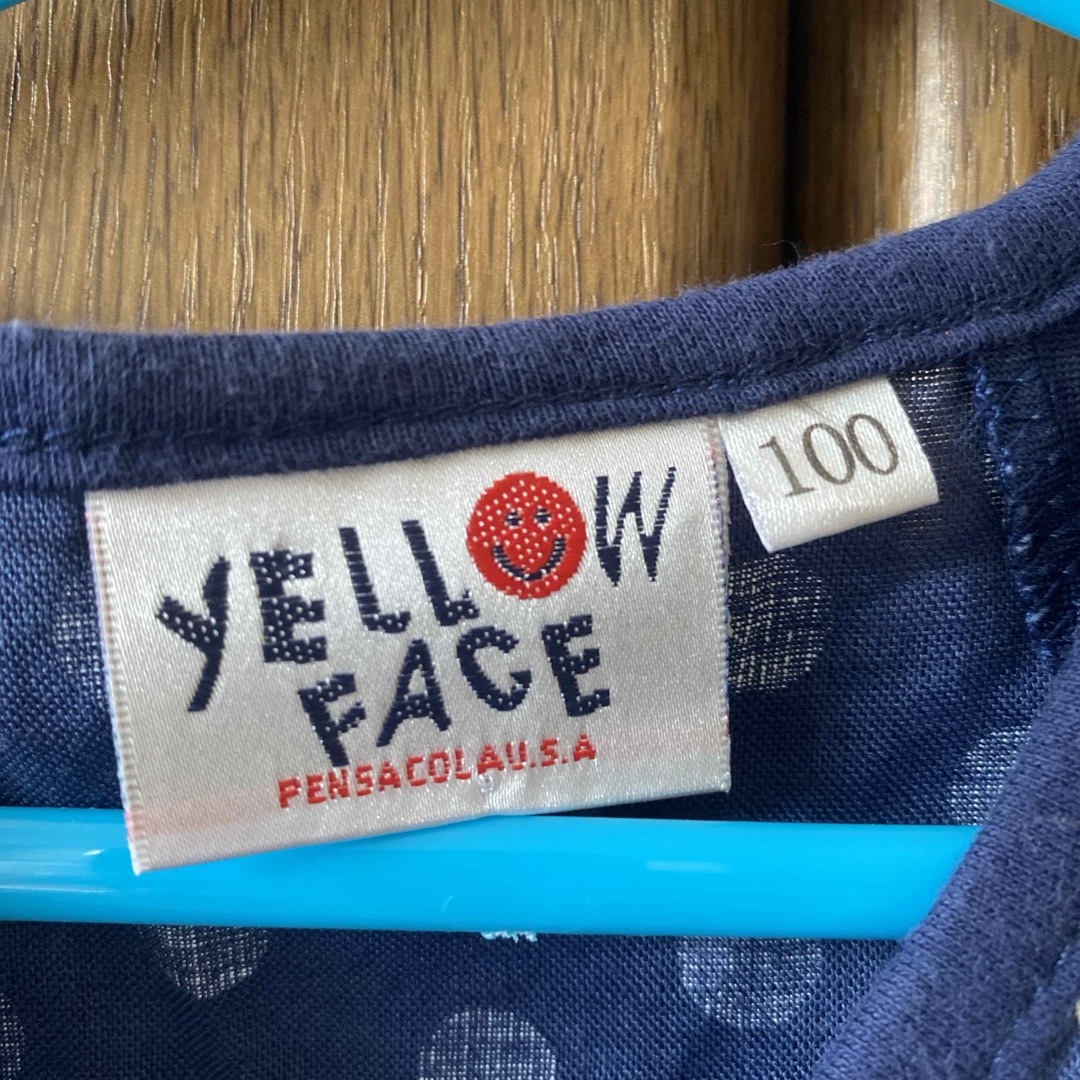 YELLOW
FACE
PENSACOLA U.S.A
100